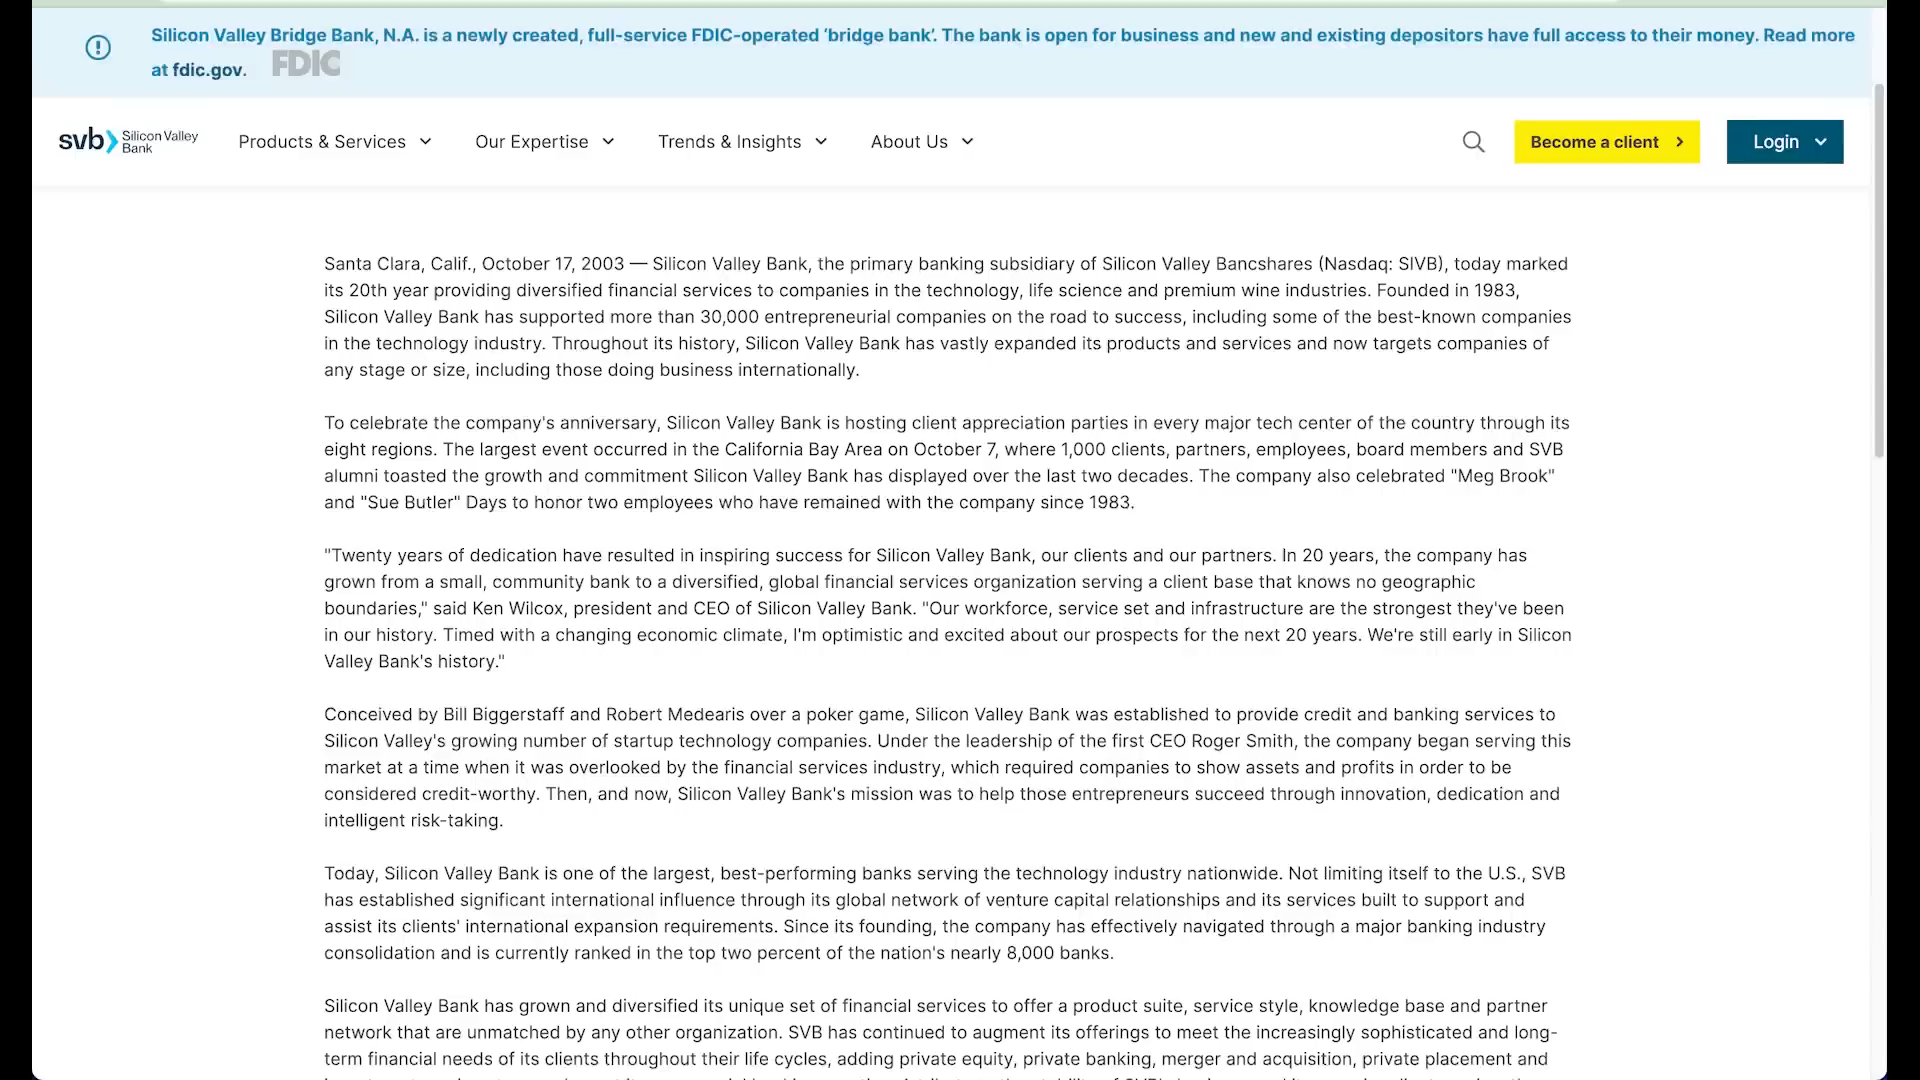 Silicon Valley Bridge Bank, N.A. is a newly created, full-service FDIC-operated ‘bridge bank’. The bank is open for business and new and existing depositors have full access to their money. Read more
at fdic.gov. FDIC
svb Silicon Valley Bank
Products & Services
Our Expertise
Trends & Insights
About Us
Become a client
Login
Santa Clara, Calif., October 17, 2003 — Silicon Valley Bank, the primary banking subsidiary of Silicon Valley Bancshares (Nasdaq: SIVB), today marked
its 20th year providing diversified financial services to companies in the technology, life science and premium wine industries. Founded in 1983,
Silicon Valley Bank has supported more than 30,000 entrepreneurial companies on the road to success, including some of the best-known companies
in the technology industry. Throughout its history, Silicon Valley Bank has vastly expanded its products and services and now targets companies of
any stage or size, including those doing business internationally.
To celebrate the company's anniversary, Silicon Valley Bank is hosting client appreciation parties in every major tech center of the country through its
eight regions. The largest event occurred in the California Bay Area on October 7, where 1,000 clients, partners, employees, board members and SVB
alumni toasted the growth and commitment Silicon Valley Bank has displayed over the last two decades. The company also celebrated "Meg Brook"
and "Sue Butler" Days to honor two employees who have remained with the company since 1983.
"Twenty years of dedication have resulted in inspiring success for Silicon Valley Bank, our clients and our partners. In 20 years, the company has
grown from a small, community bank to a diversified, global financial services organization serving a client base that knows no geographic
boundaries," said Ken Wilcox, president and CEO of Silicon Valley Bank. "Our workforce, service set and infrastructure are the strongest they've been
in our history. Timed with a changing economic climate, I'm optimistic and excited about our prospects for the next 20 years. We're still early in Silicon
Valley Bank's history."
Conceived by Bill Biggerstaff and Robert Medearis over a poker game, Silicon Valley Bank was established to provide credit and banking services to
Silicon Valley's growing number of startup technology companies. Under the leadership of the first CEO Roger Smith, the company began serving this
market at a time when it was overlooked by the financial services industry, which required companies to show assets and profits in order to be
considered credit-worthy. Then, and now, Silicon Valley Bank's mission was to help those entrepreneurs succeed through innovation, dedication and
intelligent risk-taking.
Today, Silicon Valley Bank is one of the largest, best-performing banks serving the technology industry nationwide. Not limiting itself to the U.S., SVB
has established significant international influence through its global network of venture capital relationships and its services built to support and
assist its clients' international expansion requirements. Since its founding, the company has effectively navigated through a major banking industry
consolidation and is currently ranked in the top two percent of the nation's nearly 8,000 banks.
Silicon Valley Bank has grown and diversified its unique set of financial services to offer a product suite, service style, knowledge base and partner
network that are unmatched by any other organization. SVB has continued to augment its offerings to meet the increasingly sophisticated and long-
term financial needs of its clients throughout their life cycles, adding private equity, private banking, merger and acquisition, private placement and